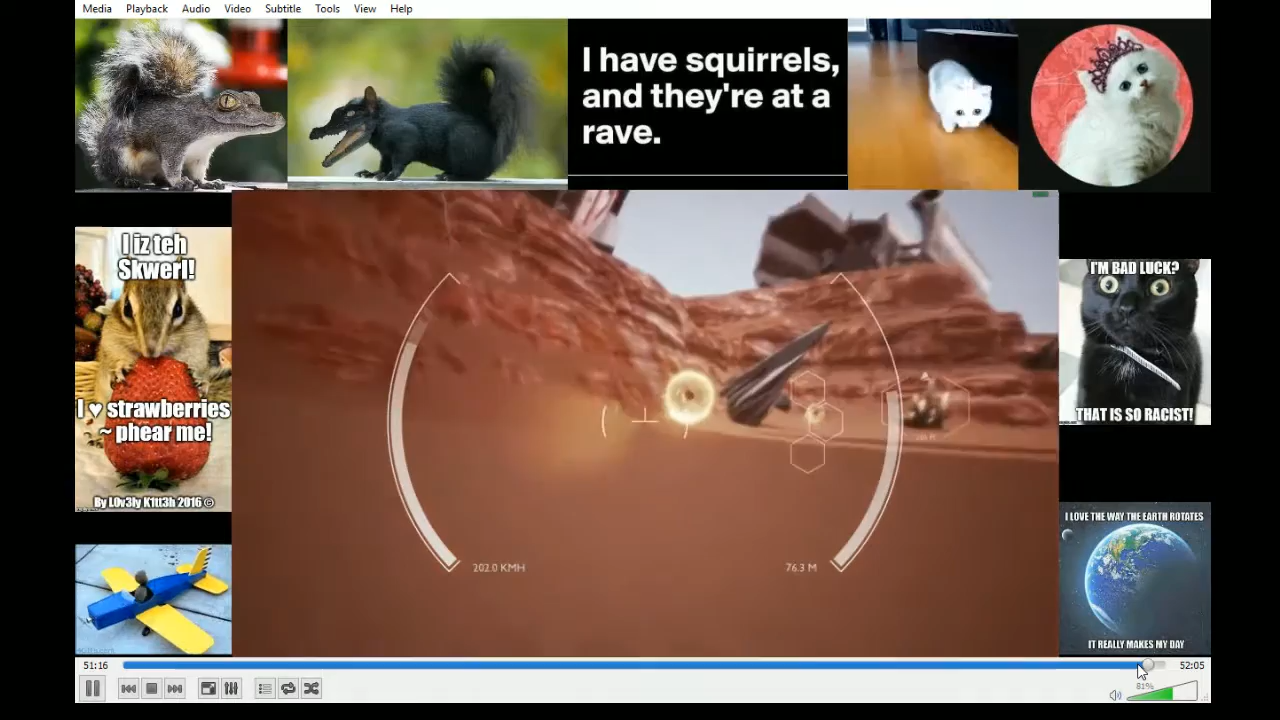 Media Playback Audio Video Subtitle Tools View Help
I have squirrels,
and they're at a
rave.
I iz teh
Skwerl!
I ♥ strawberries
~ phear me!
By L0v3ly K1tt3h 2016 ©
I'M BAD LUCK?
THAT IS SO RACIST!
202.0 KMH
76.3 M
I LOVE THE WAY THE EARTH ROTATES
IT REALLY MAKES MY DAY
51:16
52:05
81%